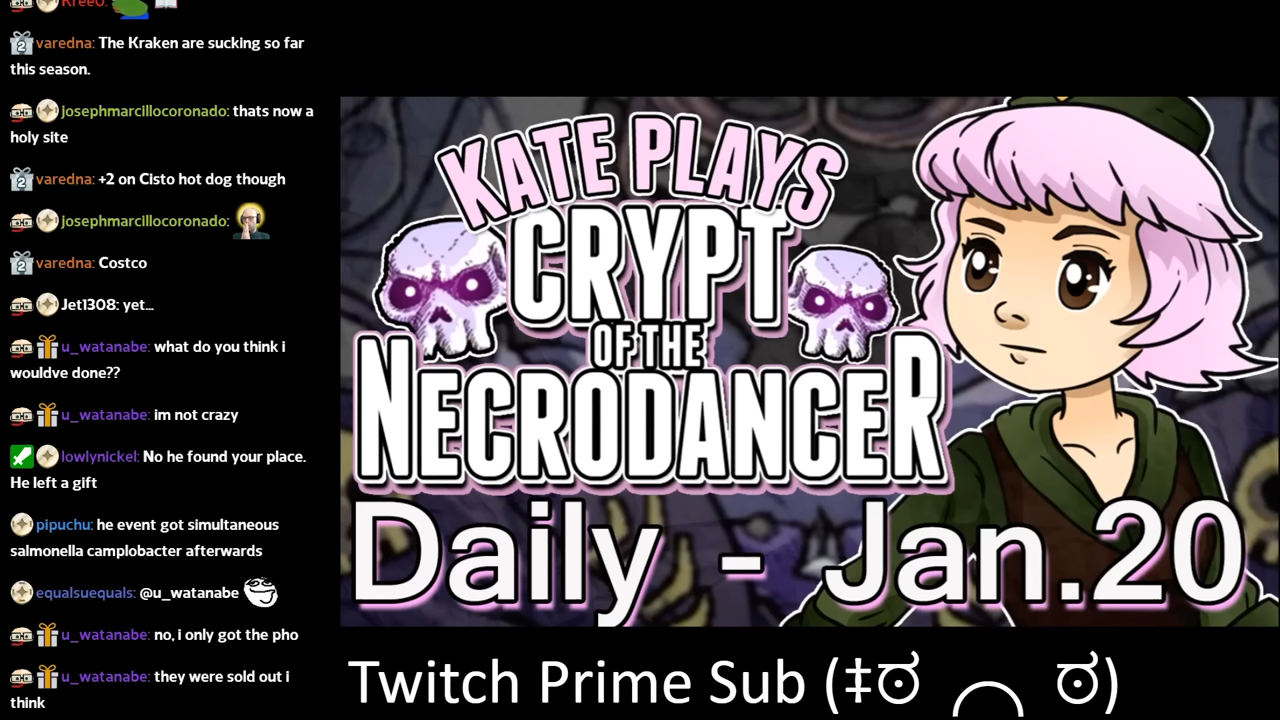 Kree0:
varedna: The Kraken are sucking so far
this season.
josephmarcillocoronado: thats now a
holy site
varedna: +2 on Cisto hot dog though
josephmarcillocoronado:
varedna: Costco
Jet1308: yet...
u_watanabe: what do you think i
wouldve done??
u_watanabe: im not crazy
lowlynickel: No he found your place.
He left a gift
pipuchu: he event got simultaneous
salmonella camplobacter afterwards
equalsuequals: @u_watanabe
u_watanabe: no, i only got the pho
u_watanabe: they were sold out i
think
KATE PLAYS
CRYPT
OF THE
NECRODANCER
Daily - Jan.20
Twitch Prime Sub (‡ಠ ╭╮ ಠ)